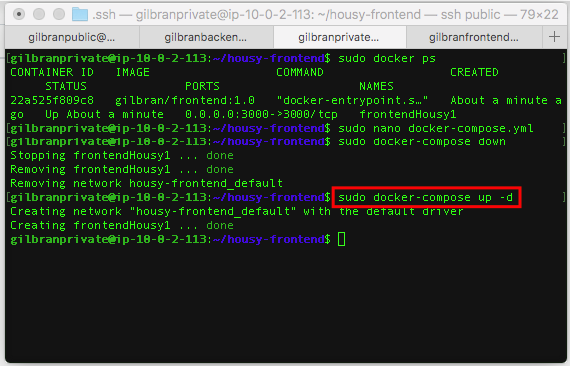 .ssh — gilbranprivate@ip-10-0-2-113: ~/housy-frontend — ssh public — 79×22
gilbranpublic@... gilbranbacken... gilbranprivate... gilbranfrontend... +
gilbranprivate@ip-10-0-2-113:~/housy-frontend$ sudo docker ps
CONTAINER ID IMAGE COMMAND CREATED
STATUS PORTS NAMES
22a525f809c8 gilbran/frontend:1.0 "docker-entrypoint.s…" About a minute a
go Up About a minute 0.0.0.0:3000->3000/tcp frontendHousy1
gilbranprivate@ip-10-0-2-113:~/housy-frontend$ sudo nano docker-compose.yml
gilbranprivate@ip-10-0-2-113:~/housy-frontend$ sudo docker-compose down
Stopping frontendHousy1 ... done
Removing frontendHousy1 ... done
Removing network housy-frontend_default
gilbranprivate@ip-10-0-2-113:~/housy-frontend$ sudo docker-compose up -d
Creating network "housy-frontend_default" with the default driver
Creating frontendHousy1 ... done
gilbranprivate@ip-10-0-2-113:~/housy-frontend$